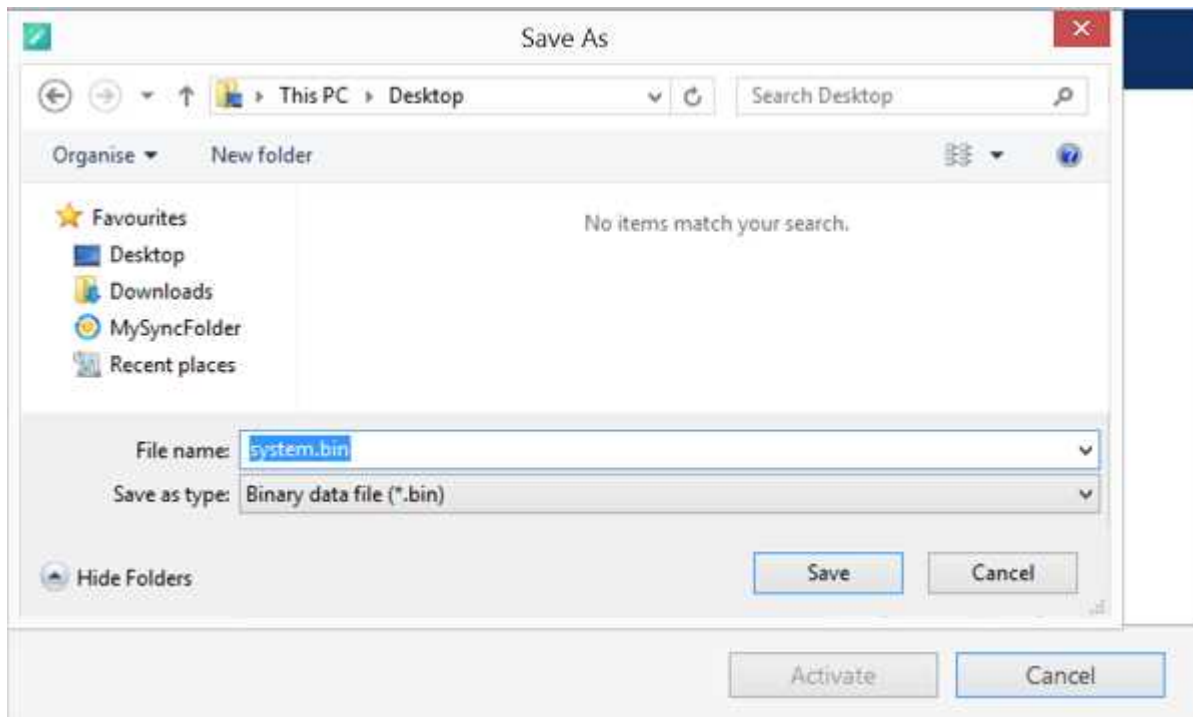 Save As
This PC Desktop
Search Desktop
Organise
New folder
Favourites
Desktop
Downloads
MySyncFolder
Recent places
No items match your search.
File name: system.bin
Save as type: Binary data file (*.bin)
Hide Folders
Save
Cancel
Activate
Cancel